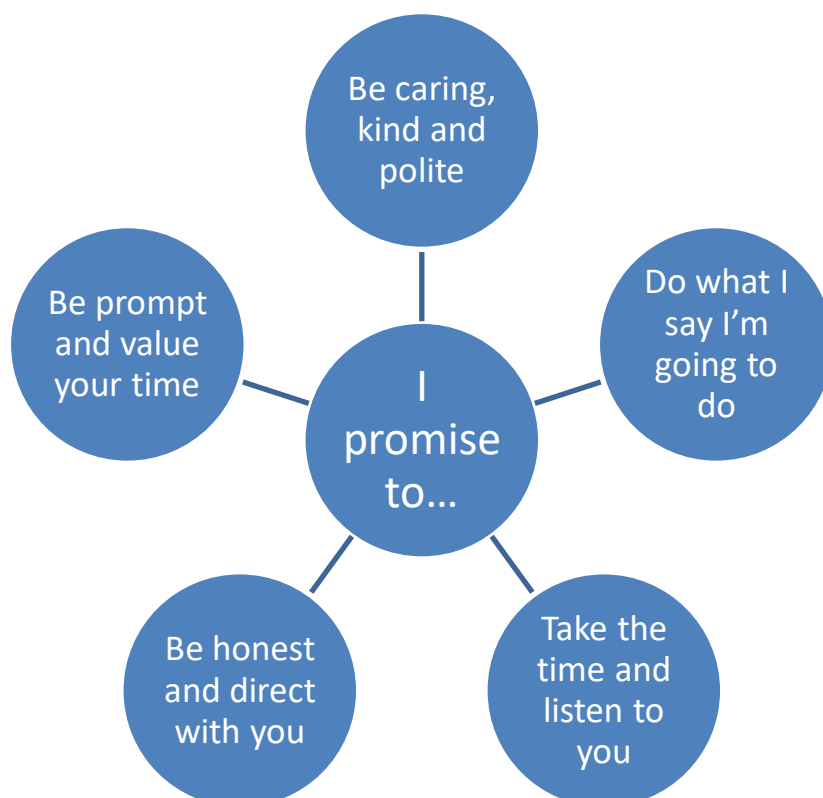 Be caring,
kind and
polite
Do what I
say I’m
going to
do
Take the
time and
listen to
you
Be honest
and direct
with you
Be prompt
and value
your time
I
promise
to…